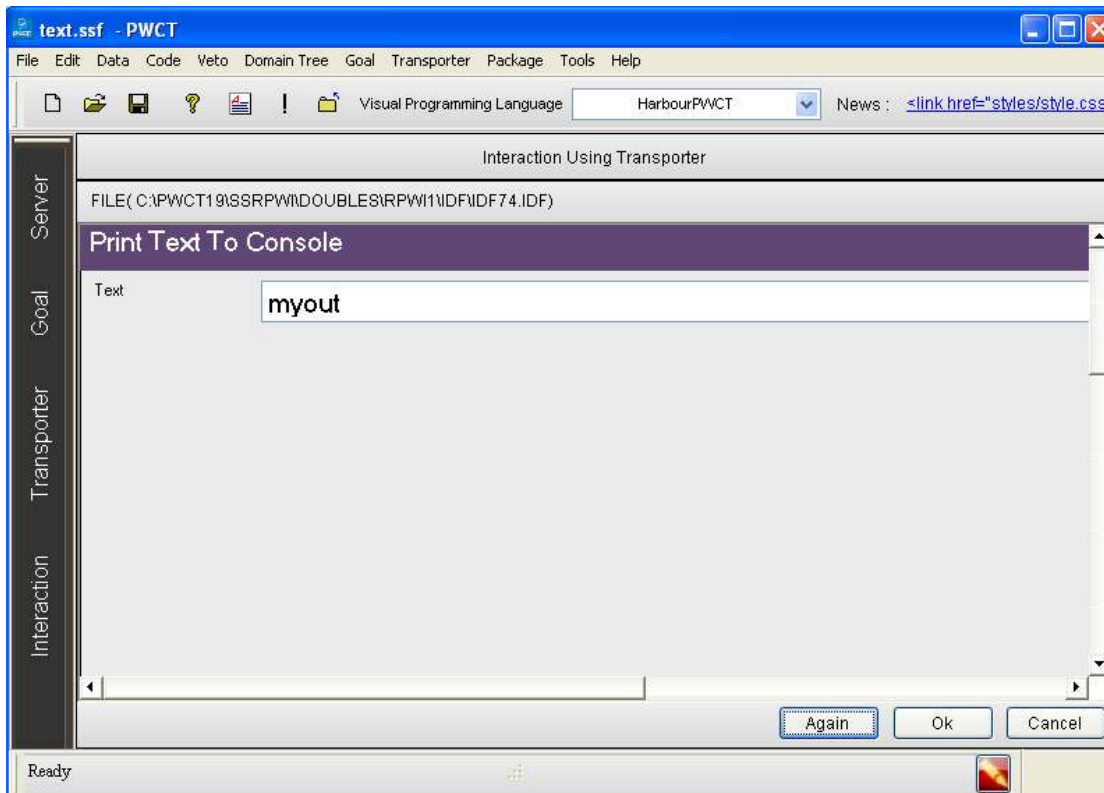 text.ssf - PWCT
File Edit Data Code Veto Domain Tree Goal Transporter Package Tools Help
Visual Programming Language HarbourPWCT News : <link href="styles/style.css
Interaction Using Transporter
FILE( C:\PWCT19\SSRPWI\DOUBLES\RPWI1\IDF\IDF74.IDF)
Print Text To Console
Text myout
Server
Goal
Transporter
Interaction
Again Ok Cancel
Ready